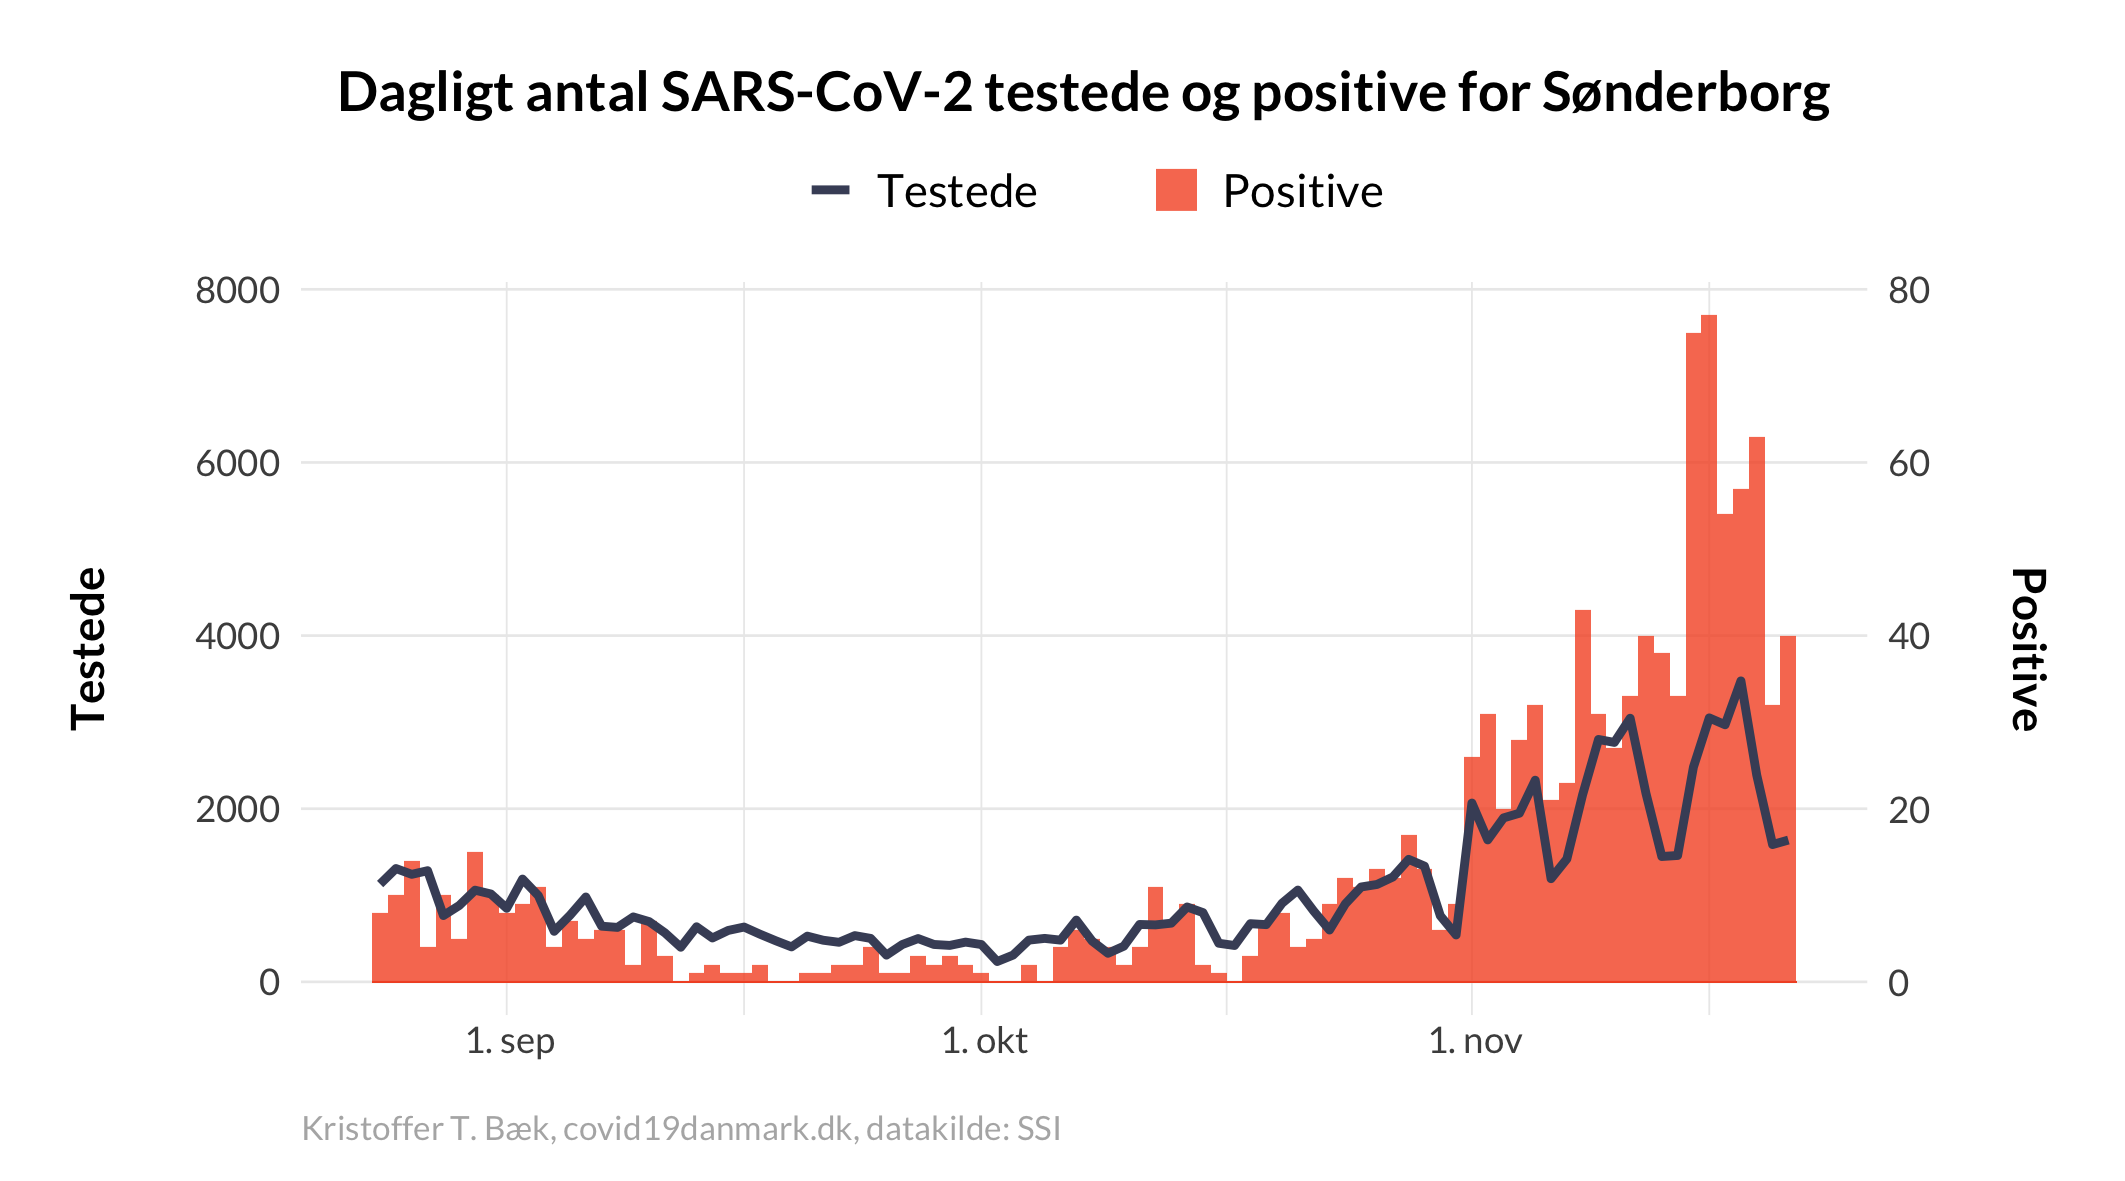 Dagligt antal SARS-CoV-2 testede og positive for Sønderborg
Testede
Positive
8000
6000
4000
2000
0
80
60
40
20
0
Testede
Positive
1. sep
1. okt
1. nov
Kristoffer T. Bæk, covid19danmark.dk, datakilde: SSI